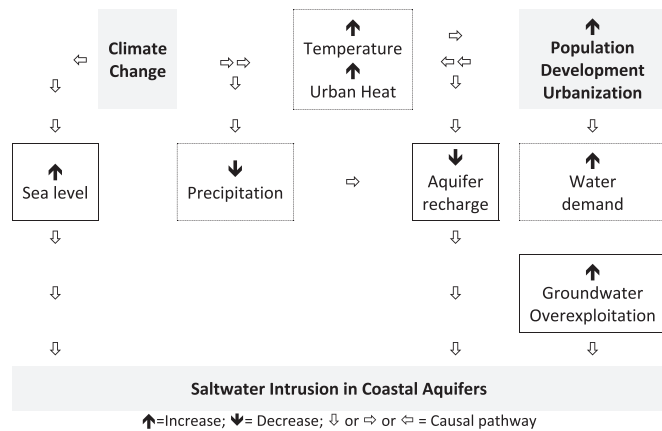 Climate
Change
Temperature
Urban Heat
Population
Development
Urbanization
Sea level
Precipitation
Aquifer
recharge
Water
demand
Groundwater
Overexploitation
Saltwater Intrusion in Coastal Aquifers
🡹=Increase; 🡻= Decrease; ⇩ or ⇨ or ⇦ = Causal pathway